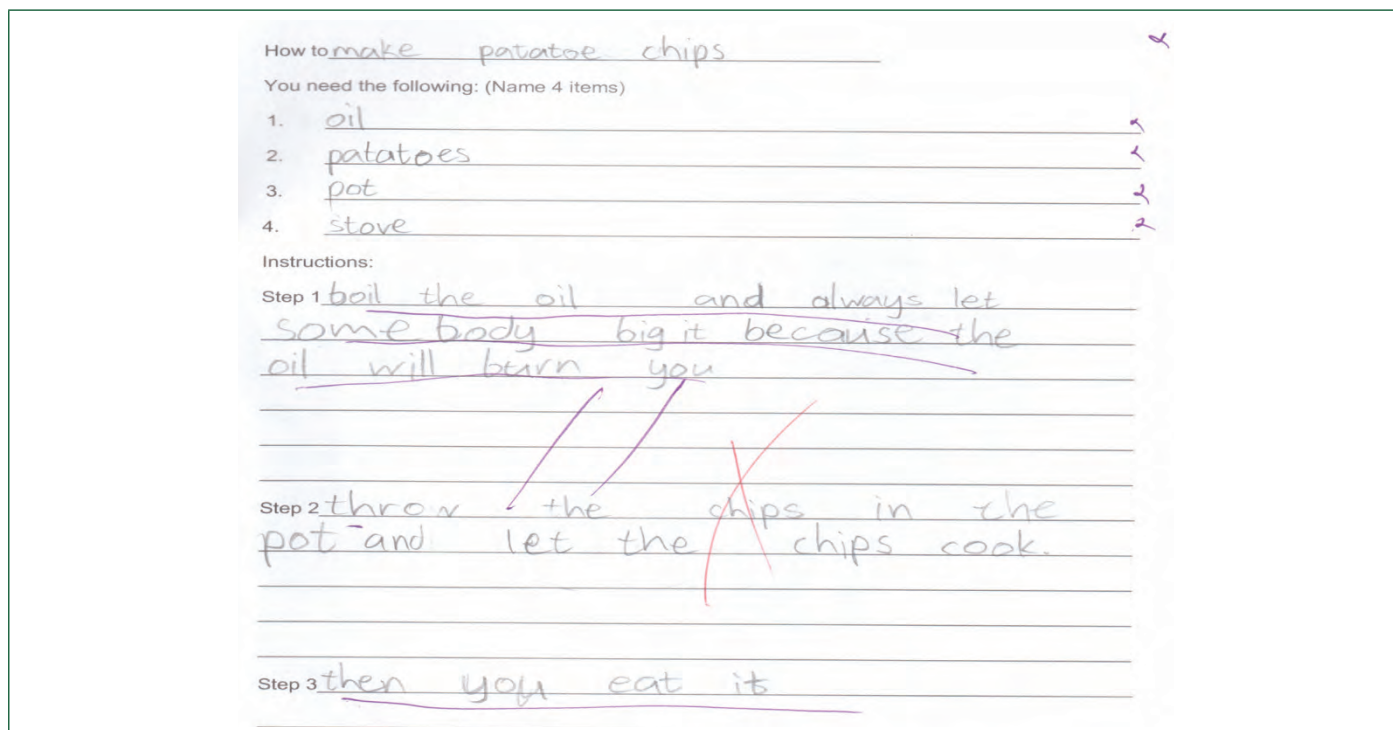 How to make patatoe chips
You need the following: (Name 4 items)
1. oil
2. patatoes
3. pot
4. stove
Instructions:
Step 1 boil the oil and always let
some body big it because the
oil will burn you
Step 2 throw the chips in the
pot and let the chips cook.
Step 3 then you eat it